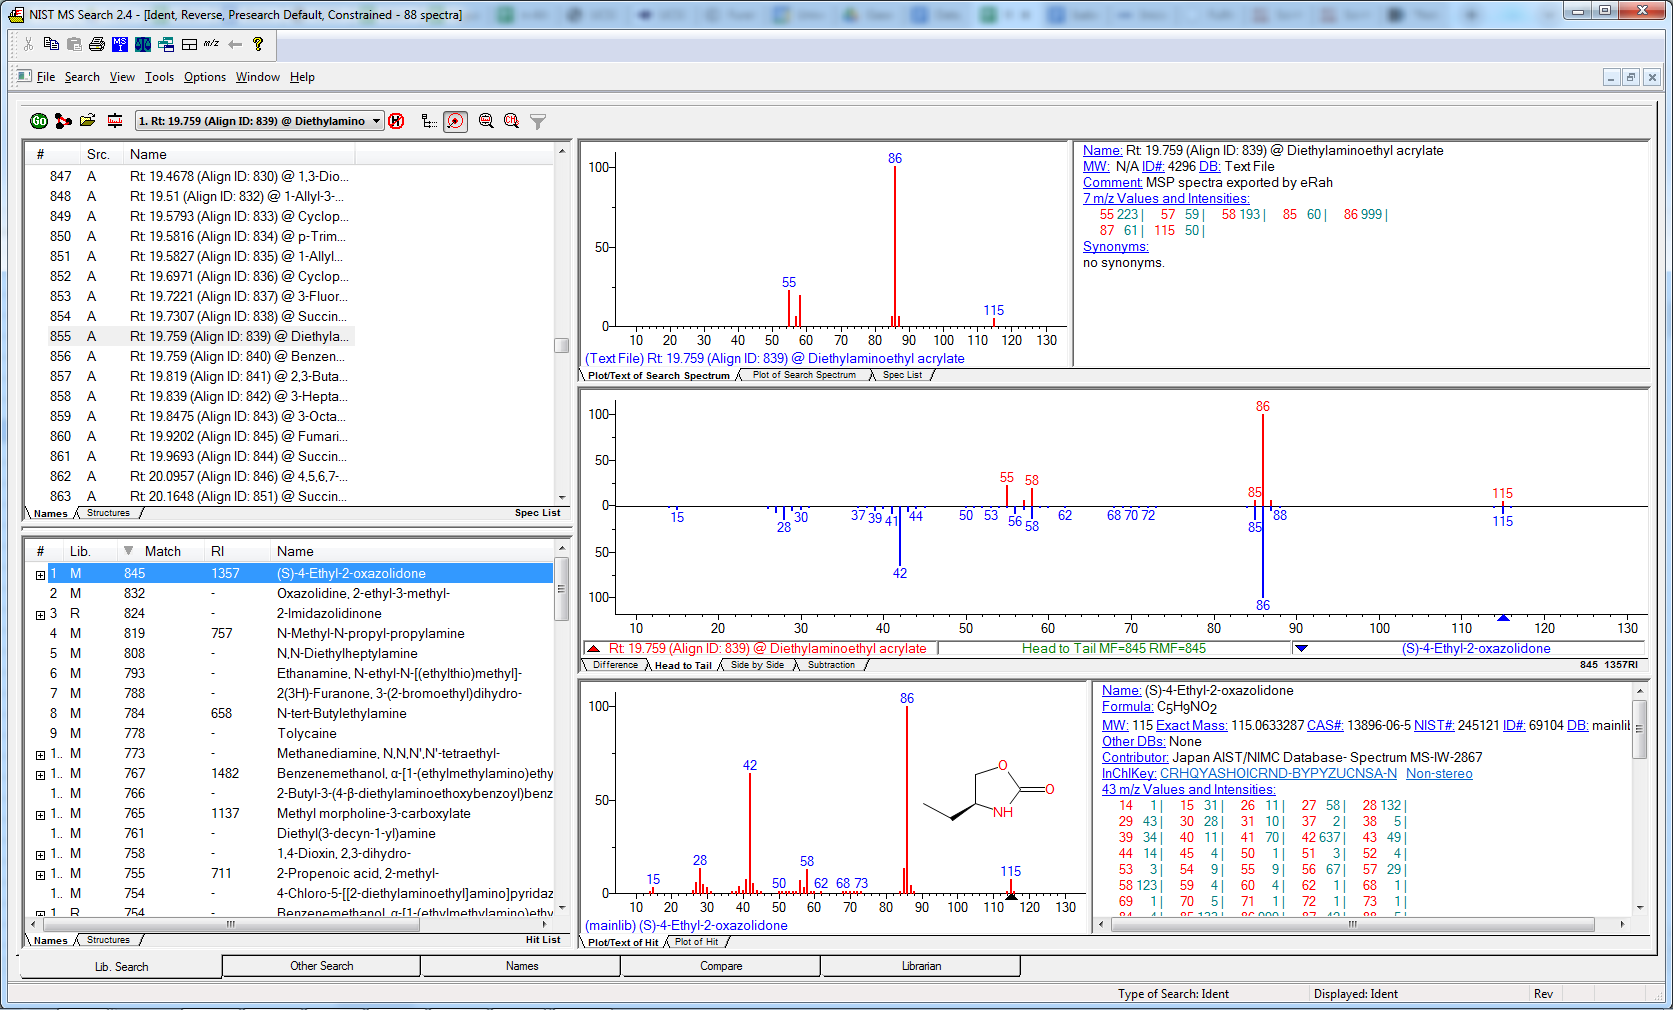 NIST MS Search 2.4 - [Ident, Reverse, Presearch Default, Constrained - 88 spectra]
File Search View Tools Options Window Help
1. Rt: 19.759 (Align ID: 839) @ Diethylamino
# Src. Name
847 A Rt: 19.4678 (Align ID: 830) @ 1,3-Dio...
848 A Rt: 19.51 (Align ID: 832) @ 1-Allyl-3-...
849 A Rt: 19.5793 (Align ID: 833) @ Cyclop...
850 A Rt: 19.5816 (Align ID: 834) @ p-Trim...
851 A Rt: 19.5827 (Align ID: 835) @ 1-Allyl...
852 A Rt: 19.6971 (Align ID: 836) @ Cyclop...
853 A Rt: 19.7221 (Align ID: 837) @ 3-Fluor...
854 A Rt: 19.7307 (Align ID: 838) @ Succin...
855 A Rt: 19.759 (Align ID: 839) @ Diethyla...
856 A Rt: 19.759 (Align ID: 840) @ Benzen...
857 A Rt: 19.819 (Align ID: 841) @ 2,3-Buta...
858 A Rt: 19.839 (Align ID: 842) @ 3-Hepta...
859 A Rt: 19.8475 (Align ID: 843) @ 3-Octa...
860 A Rt: 19.9202 (Align ID: 845) @ Fumari...
861 A Rt: 19.9693 (Align ID: 844) @ Succin...
862 A Rt: 20.0957 (Align ID: 846) @ 4,5,6,7-...
863 A Rt: 20.1648 (Align ID: 851) @ Succin...
Names Structures Spec List
# Lib. Match RI Name
1 M 845 1357 (S)-4-Ethyl-2-oxazolidone
2 M 832 - Oxazolidine, 2-ethyl-3-methyl-
3 R 824 - 2-Imidazolidinone
4 M 819 757 N-Methyl-N-propyl-propylamine
5 M 808 - N,N-Diethylheptylamine
6 M 793 - Ethanamine, N-ethyl-N-[(ethylthio)methyl]-
7 M 788 - 2(3H)-Furanone, 3-(2-bromoethyl)dihydro-
8 M 784 658 N-tert-Butylethylamine
9 M 778 - Tolycaine
1.. M 773 - Methanediamine, N,N,N',N'-tetraethyl-
1.. M 767 1482 Benzenemethanol, α-[1-(ethylmethylamino)ethy
1.. M 766 - 2-Butyl-3-(4-β-diethylaminoethoxybenzoyl)benz
1.. M 765 1137 Methyl morpholine-3-carboxylate
1.. M 761 - Diethyl(3-decyn-1-yl)amine
1.. M 758 - 1,4-Dioxin, 2,3-dihydro-
1.. M 755 711 2-Propenoic acid, 2-methyl-
1.. M 754 - 4-Chloro-5-[[2-diethylaminoethyl]amino]pyridaz
1.. R 754 - Benzenemethanol, α-[1-(ethylmethylamino)ethy
Names Structures Hit List
100
50
0
86
55
115
10 20 30 40 50 60 70 80 90 100 110 120 130
(Text File) Rt: 19.759 (Align ID: 839) @ Diethylaminoethyl acrylate
Plot/Text of Search Spectrum Plot of Search Spectrum Spec List
Name: Rt: 19.759 (Align ID: 839) @ Diethylaminoethyl acrylate
MW: N/A ID#: 4296 DB: Text File
Comment: MSP spectra exported by eRah
7 m/z Values and Intensities:
55 223 | 57 59 | 58 193 | 85 60 | 86 999 |
87 61 | 115 50 |
Synonyms:
no synonyms.
100
50
0
50
100
86
55 58 85 115
15 28 30 37 39 41 42 44 50 53 56 58 62 68 70 72 85 86 88 115
10 20 30 40 50 60 70 80 90 100 110 120 130
Rt: 19.759 (Align ID: 839) @ Diethylaminoethyl acrylate Head to Tail MF=845 RMF=845 (S)-4-Ethyl-2-oxazolidone
Difference Head to Tail Side by Side Subtraction 845 1357RI
100
50
0
86
42
15 28 50 58 62 68 73 115
O
O
NH
10 20 30 40 50 60 70 80 90 100 110 120 130
(mainlib) (S)-4-Ethyl-2-oxazolidone
Plot/Text of Hit Plot of Hit
Name: (S)-4-Ethyl-2-oxazolidone
Formula: C5H9NO2
MW: 115 Exact Mass: 115.0633287 CAS#: 13896-06-5 NIST#: 245121 ID#: 69104 DB: mainlib
Other DBs: None
Contributor: Japan AIST/NIMC Database- Spectrum MS-IW-2867
InChIKey: CRHQYASHOICRND-BYPYZUCNSA-N Non-stereo
43 m/z Values and Intensities:
14 1 | 15 31 | 26 11 | 27 58 | 28 132 |
29 43 | 30 28 | 31 10 | 37 2 | 38 5 |
39 34 | 40 11 | 41 70 | 42 637 | 43 49 |
44 14 | 45 4 | 50 1 | 51 3 | 52 4 |
53 3 | 54 9 | 55 9 | 56 67 | 57 29 |
58 123 | 59 4 | 60 4 | 62 1 | 68 1 |
69 1 | 70 5 | 71 1 | 72 1 | 73 1 |
84 4 | 85 133 | 86 999 | 87 42 | 88 5 |
Lib. Search Other Search Names Compare Librarian
Type of Search: Ident Displayed: Ident Rev